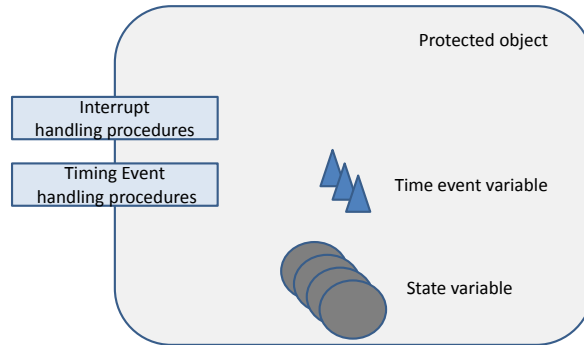 Protected object
Interrupt
handling procedures
Timing Event
handling procedures
Time event variable
State variable